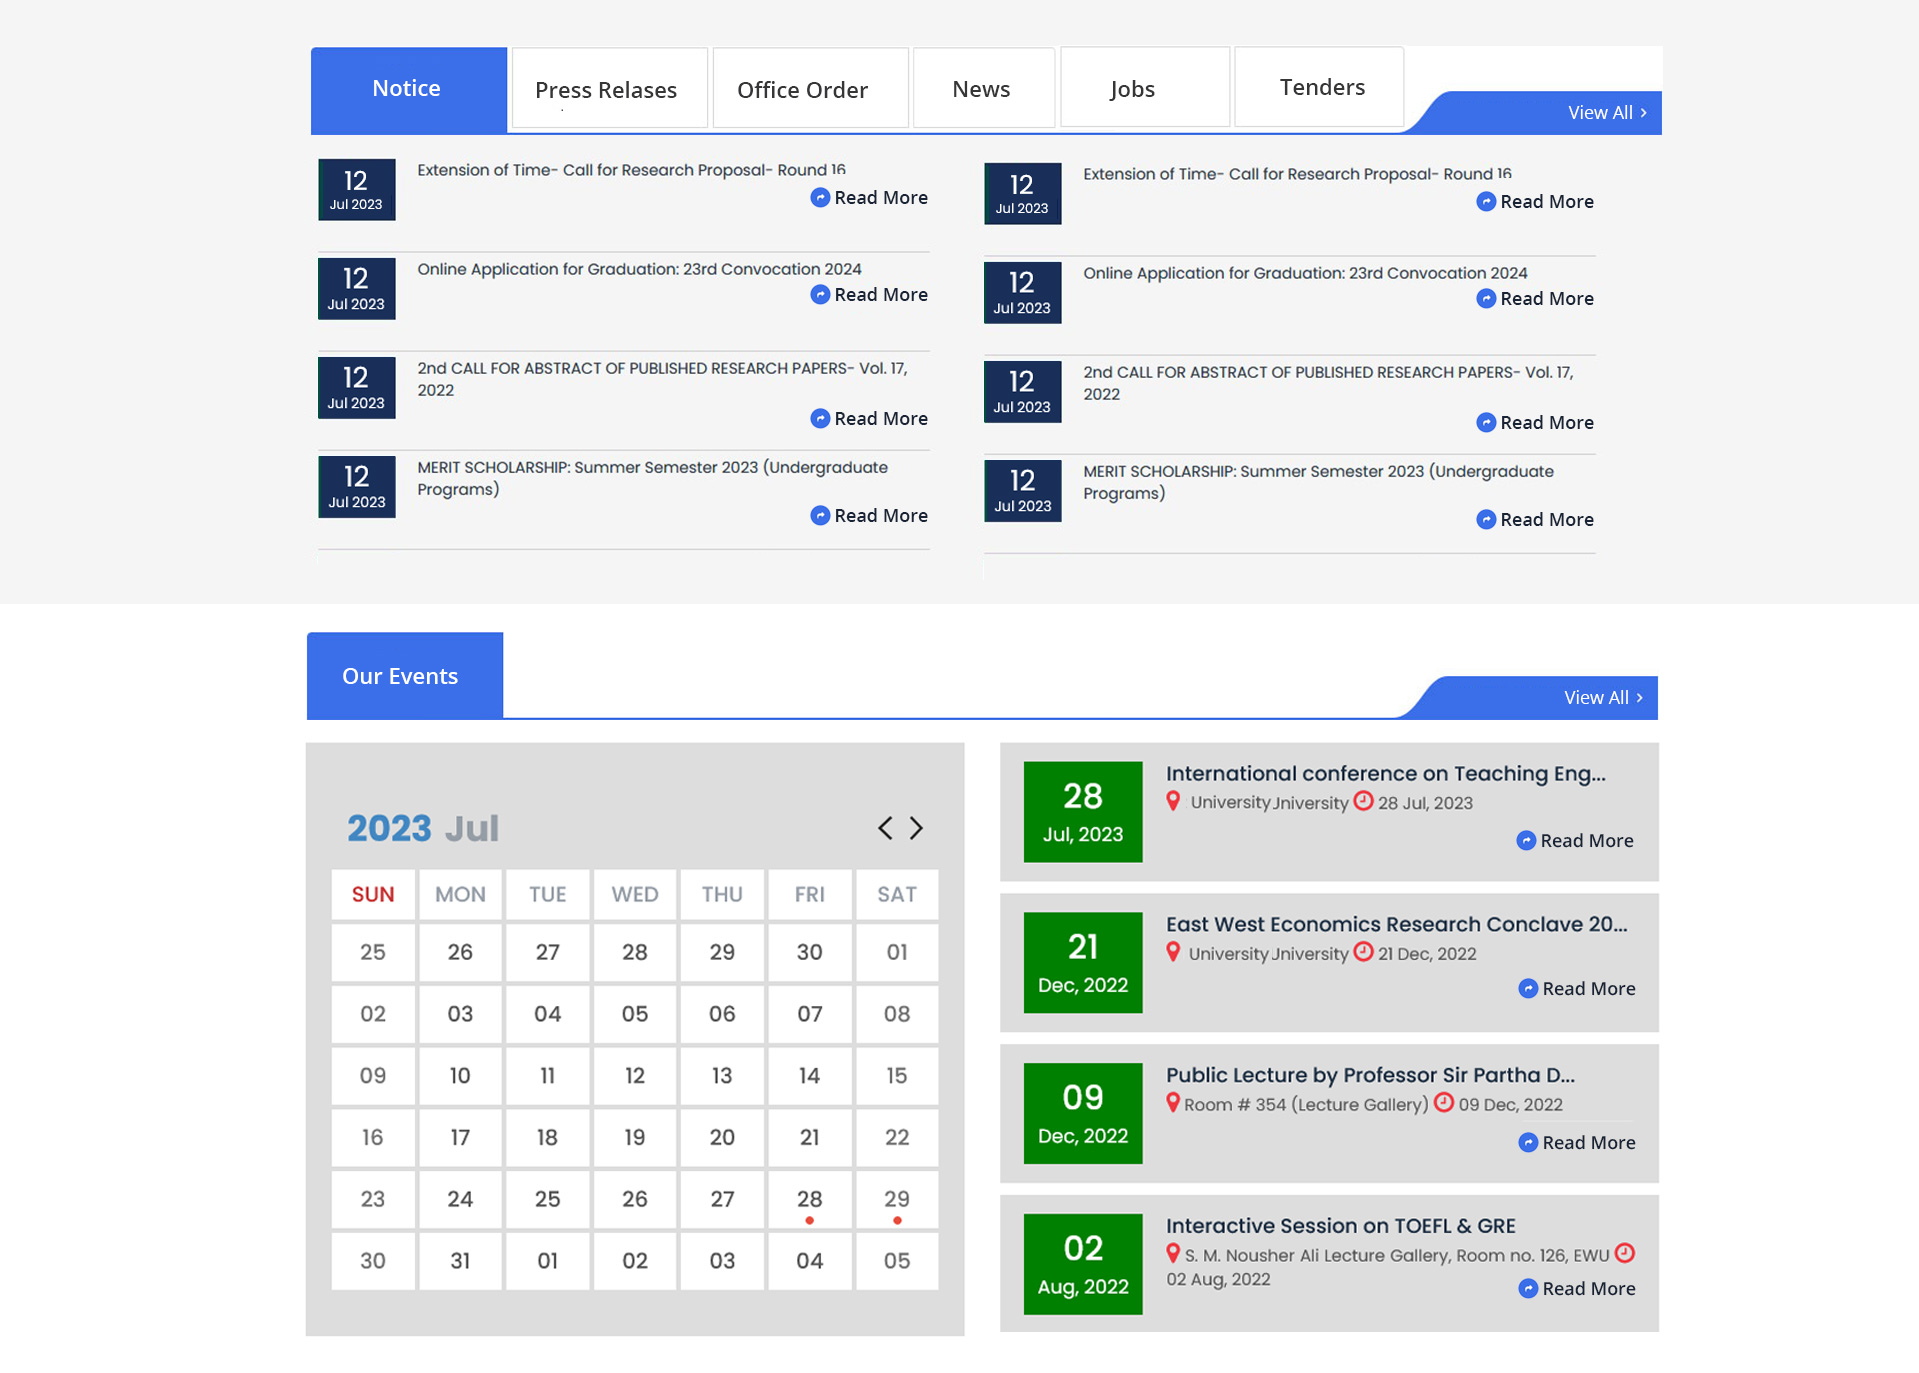 Notice
Press Relases
Office Order
News
Jobs
Tenders
View All
12
Jul 2023
Extension of Time- Call for Research Proposal- Round 16
Read More
12
Jul 2023
Online Application for Graduation: 23rd Convocation 2024
Read More
12
Jul 2023
2nd CALL FOR ABSTRACT OF PUBLISHED RESEARCH PAPERS- Vol. 17,
2022
Read More
12
Jul 2023
MERIT SCHOLARSHIP: Summer Semester 2023 (Undergraduate
Programs)
Read More
12
Jul 2023
Extension of Time- Call for Research Proposal- Round 16
Read More
12
Jul 2023
Online Application for Graduation: 23rd Convocation 2024
Read More
12
Jul 2023
2nd CALL FOR ABSTRACT OF PUBLISHED RESEARCH PAPERS- Vol. 17,
2022
Read More
12
Jul 2023
MERIT SCHOLARSHIP: Summer Semester 2023 (Undergraduate
Programs)
Read More
Our Events
View All
2023 Jul
SUN MON TUE WED THU FRI SAT
25 26 27 28 29 30 01
02 03 04 05 06 07 08
09 10 11 12 13 14 15
16 17 18 19 20 21 22
23 24 25 26 27 28 29
30 31 01 02 03 04 05
28
Jul, 2023
International conference on Teaching Eng...
University 28 Jul, 2023
Read More
21
Dec, 2022
East West Economics Research Conclave 20...
University 21 Dec, 2022
Read More
09
Dec, 2022
Public Lecture by Professor Sir Partha D...
Room # 354 (Lecture Gallery) 09 Dec, 2022
Read More
02
Aug, 2022
Interactive Session on TOEFL & GRE
S. M. Nousher Ali Lecture Gallery, Room no. 126, EWU
02 Aug, 2022
Read More